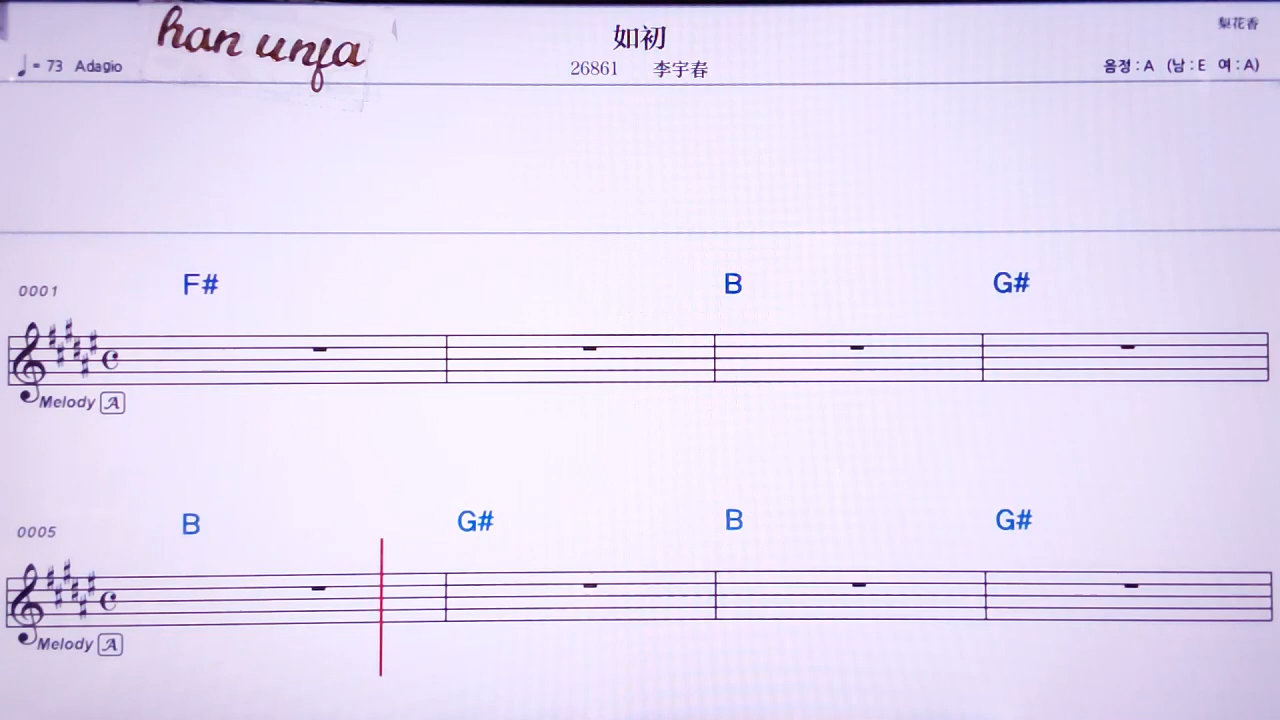 han unfa
如初
梨花香
♩= 73 Adagio
26861 李宇春
음정 : A (남 : E 여 : A)
0001
F# B G#
Melody A
0005
B G# B G#
Melody A